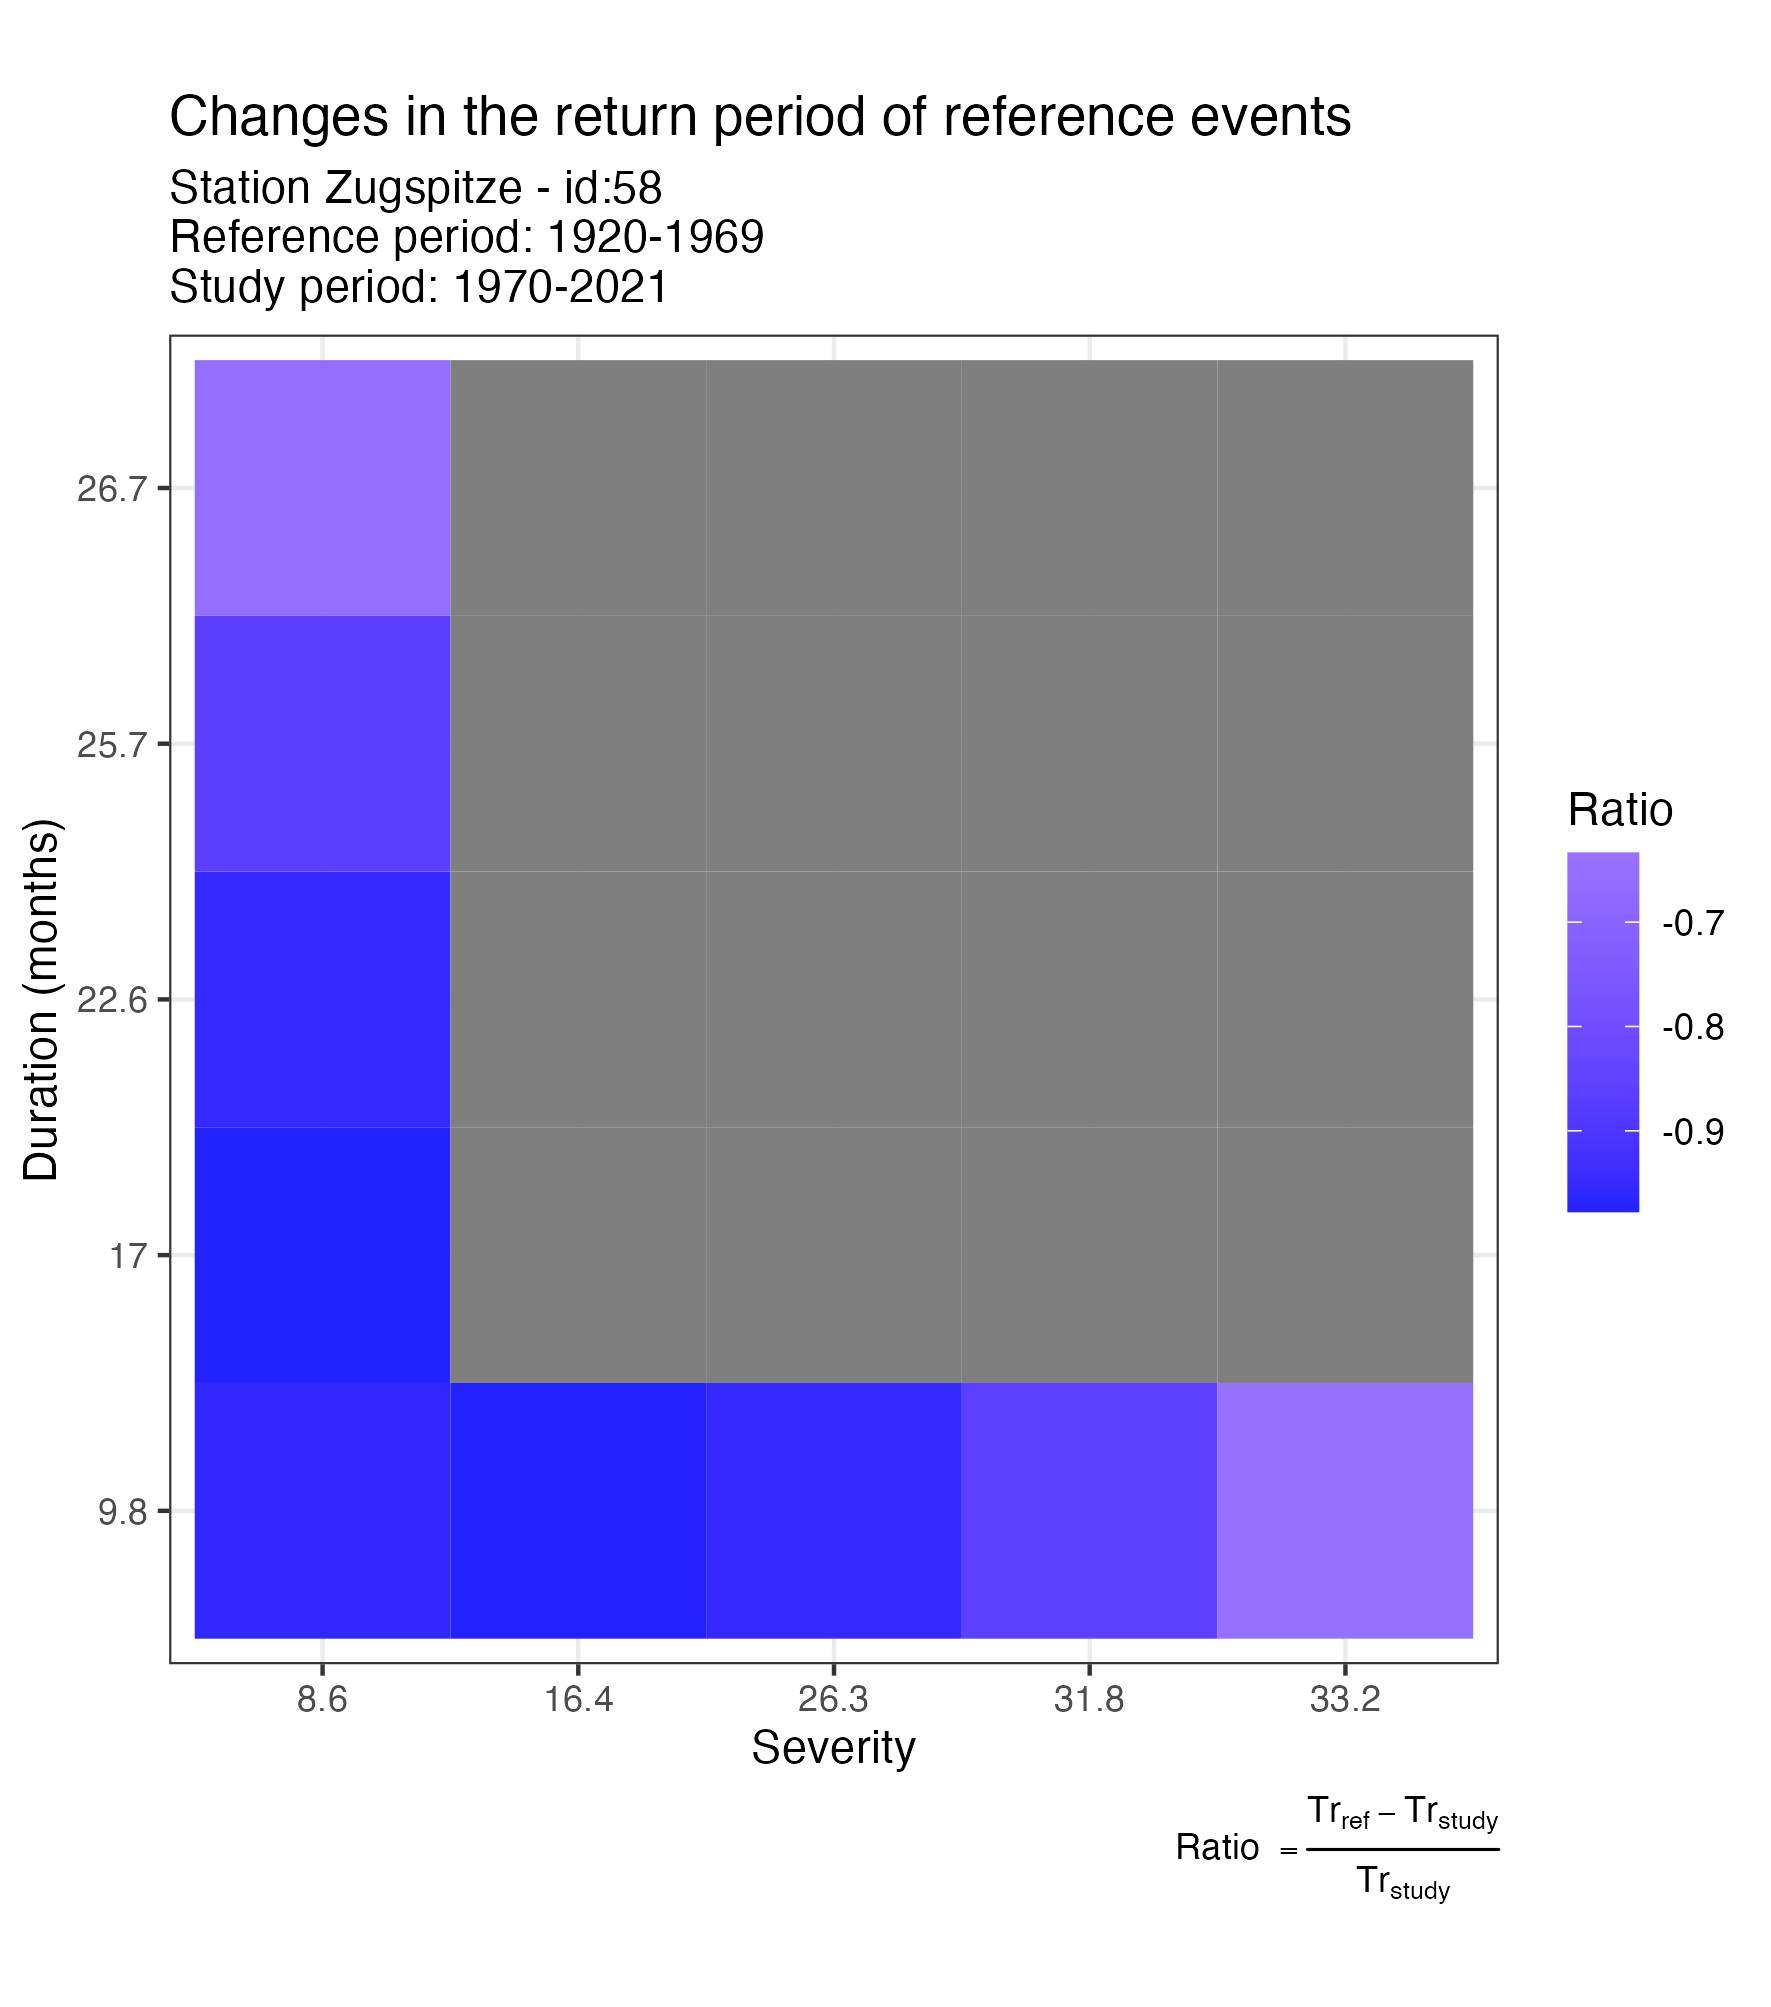 Changes in the return period of reference events
Station Zugspitze - id:58
Reference period: 1920-1969
Study period: 1970-2021
26.7
25.7
22.6
17
9.8
Duration (months)
8.6 16.4 26.3 31.8 33.2
Severity
Ratio
-0.7
-0.8
-0.9
Ratio = (Tr_ref − Tr_study) / Tr_study